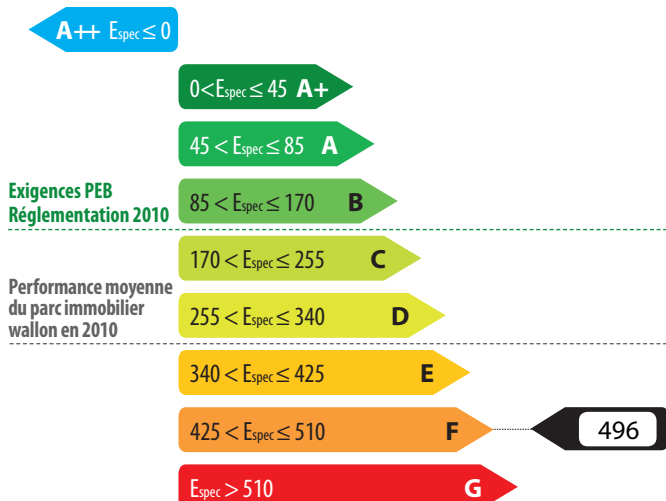 A++ Espec ≤ 0
0 < Espec ≤ 45 A+
45 < Espec ≤ 85 A
Exigences PEB
Réglementation 2010
85 < Espec ≤ 170 B
170 < Espec ≤ 255 C
Performance moyenne
du parc immobilier
wallon en 2010
255 < Espec ≤ 340 D
340 < Espec ≤ 425 E
425 < Espec ≤ 510 F 496
Espec > 510 G